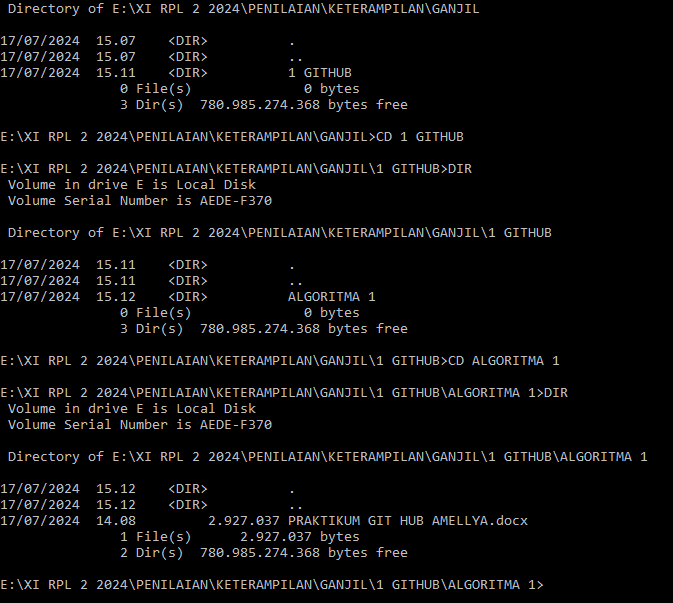 Directory of E:\XI RPL 2 2024\PENILAIAN\KETERAMPILAN\GANJIL
17/07/2024  15.07    <DIR>          .
17/07/2024  15.07    <DIR>          ..
17/07/2024  15.11    <DIR>          1 GITHUB
               0 File(s)              0 bytes
               3 Dir(s)  780.985.274.368 bytes free
E:\XI RPL 2 2024\PENILAIAN\KETERAMPILAN\GANJIL>CD 1 GITHUB
E:\XI RPL 2 2024\PENILAIAN\KETERAMPILAN\GANJIL\1 GITHUB>DIR
 Volume in drive E is Local Disk
 Volume Serial Number is AEDE-F370
 Directory of E:\XI RPL 2 2024\PENILAIAN\KETERAMPILAN\GANJIL\1 GITHUB
17/07/2024  15.11    <DIR>          .
17/07/2024  15.11    <DIR>          ..
17/07/2024  15.12    <DIR>          ALGORITMA 1
               0 File(s)              0 bytes
               3 Dir(s)  780.985.274.368 bytes free
E:\XI RPL 2 2024\PENILAIAN\KETERAMPILAN\GANJIL\1 GITHUB>CD ALGORITMA 1
E:\XI RPL 2 2024\PENILAIAN\KETERAMPILAN\GANJIL\1 GITHUB\ALGORITMA 1>DIR
 Volume in drive E is Local Disk
 Volume Serial Number is AEDE-F370
 Directory of E:\XI RPL 2 2024\PENILAIAN\KETERAMPILAN\GANJIL\1 GITHUB\ALGORITMA 1
17/07/2024  15.12    <DIR>          .
17/07/2024  15.12    <DIR>          ..
17/07/2024  14.08         2.927.037 PRAKTIKUM GIT HUB AMELLYA.docx
               1 File(s)      2.927.037 bytes
               2 Dir(s)  780.985.274.368 bytes free
E:\XI RPL 2 2024\PENILAIAN\KETERAMPILAN\GANJIL\1 GITHUB\ALGORITMA 1>